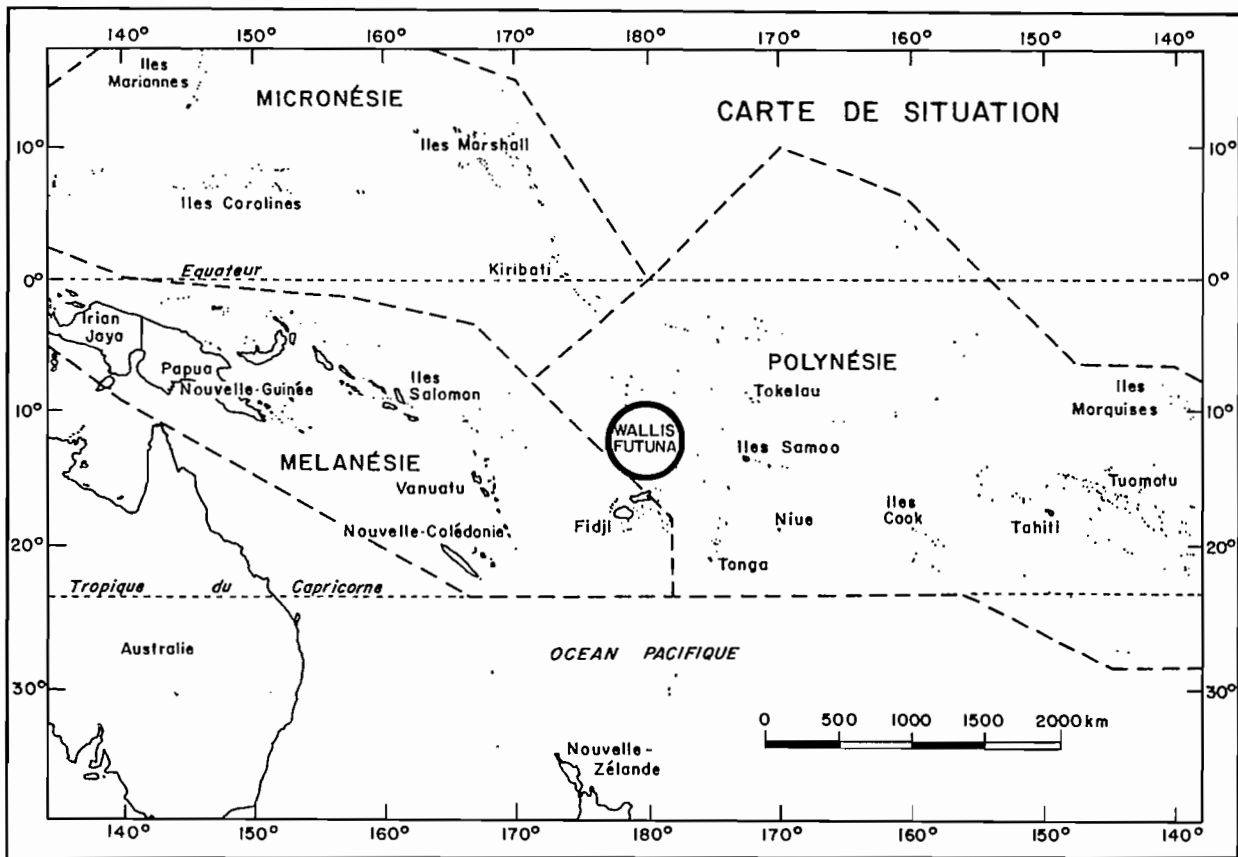 140° 150° 160° 170° 180° 170° 160° 150° 140°
Iles
Mariannes
MICRONÉSIE
CARTE DE SITUATION
Iles Marshall
10° 10°
Iles Corolines
Equateur
Kiribati
0° 0°
Irian
Jaya
Papua
Nouvelle-Guinée
Iles
Salomon
POLYNÉSIE
Tokelau
Iles
Morquises
10° 10°
WALLIS
FUTUNA
Iles Samoo
MELANÉSIE
Vanuatu
Tuamotu
Nouvelle-Calédonie
Fidji
Niue
Iles
Cook
Tahiti
20° 20°
Tonga
Tropique du Capricorne
Australie
OCEAN PACIFIQUE
30° 30°
0 500 1000 1500 2000 km
Nouvelle-
Zélande
140° 150° 160° 170° 180° 170° 160° 150° 140°